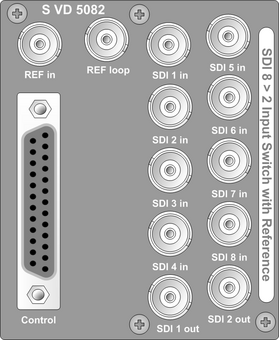 S VD 5082
REF in
REF loop
SDI 1 in
SDI 5 in
SDI 2 in
SDI 6 in
SDI 3 in
SDI 7 in
SDI 4 in
SDI 8 in
Control
SDI 1 out
SDI 2 out
SDI 8 > 2 Input Switch with Reference